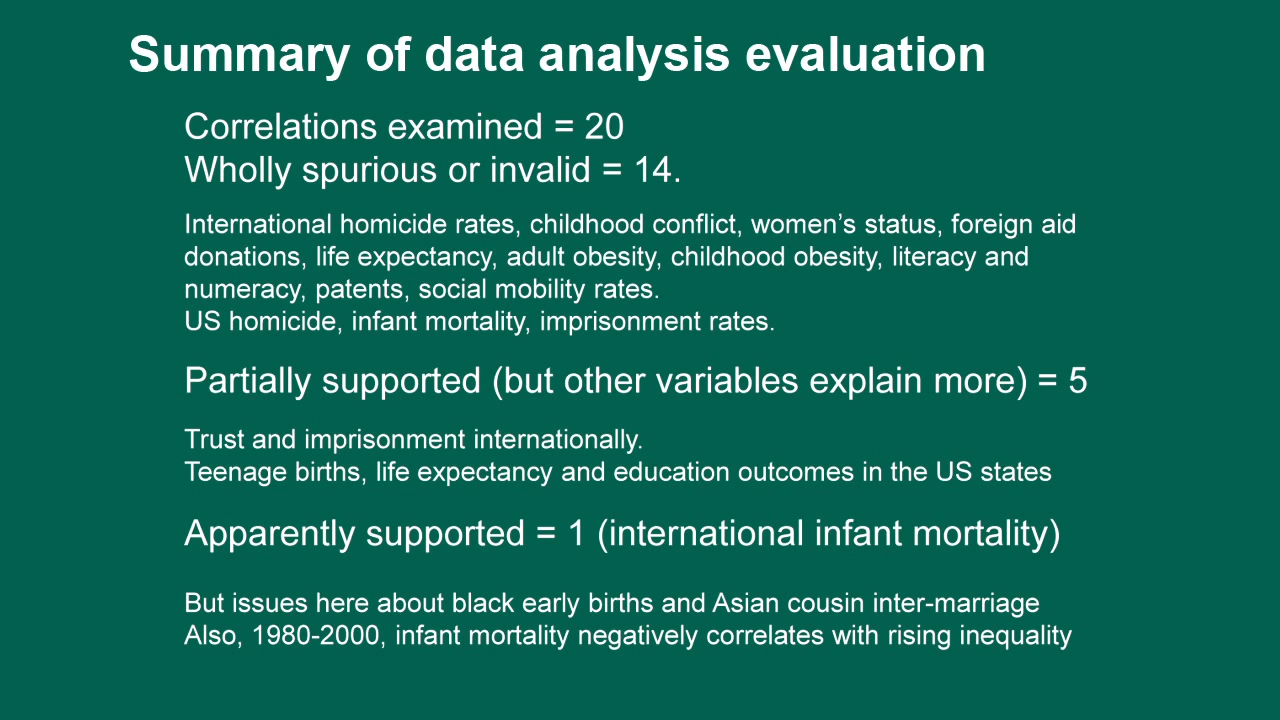 Summary of data analysis evaluation
Correlations examined = 20
Wholly spurious or invalid = 14.
International homicide rates, childhood conflict, women’s status, foreign aid
donations, life expectancy, adult obesity, childhood obesity, literacy and
numeracy, patents, social mobility rates.
US homicide, infant mortality, imprisonment rates.
Partially supported (but other variables explain more) = 5
Trust and imprisonment internationally.
Teenage births, life expectancy and education outcomes in the US states
Apparently supported = 1 (international infant mortality)
But issues here about black early births and Asian cousin inter-marriage
Also, 1980-2000, infant mortality negatively correlates with rising inequality